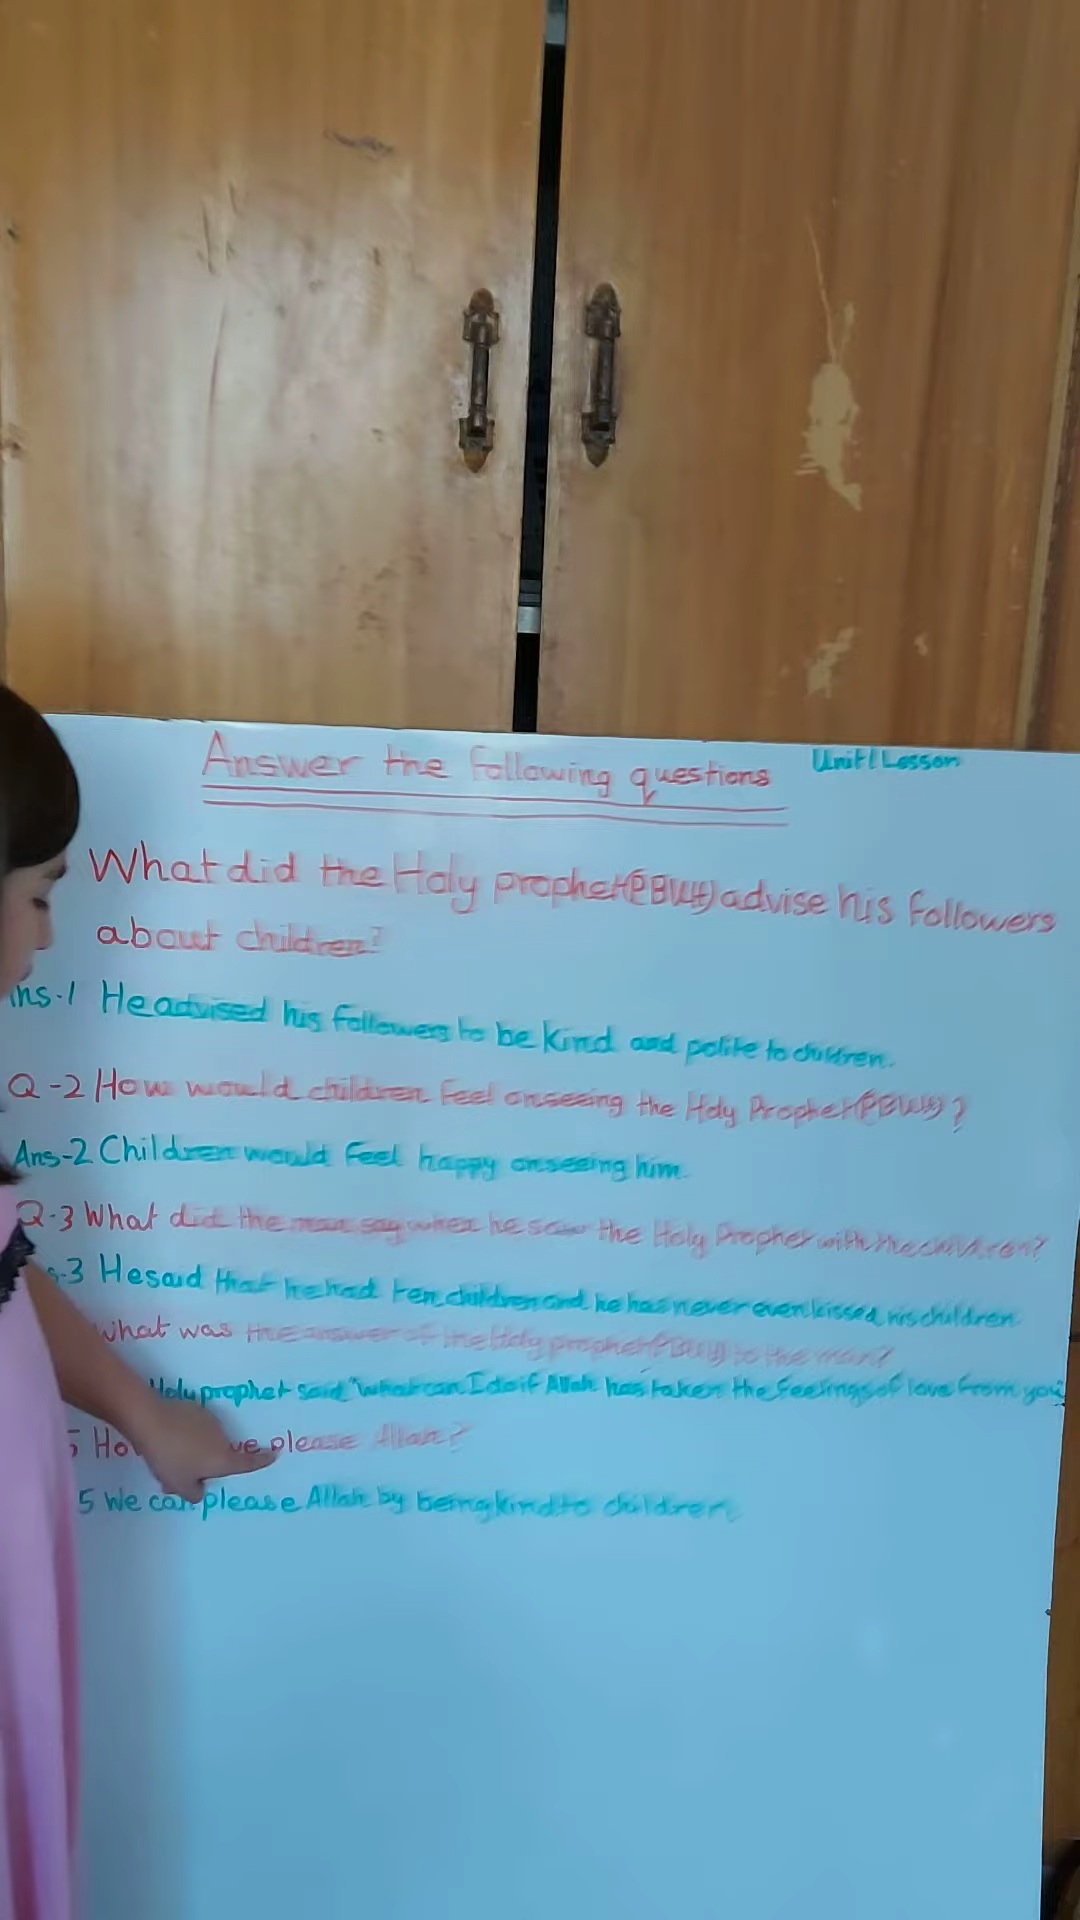 Answer the following questions
Unit 1 Lesson
What did the Holy prophet (PBUH) advise his followers
about children?
Ans-1 He advised his followers to be kind and polite to children.
Q-2 How would children feel on seeing the Holy Prophet (PBUH)?
Ans-2 Children would feel happy on seeing him.
Q-3 What did the man say when he saw the Holy Prophet with the children?
s-3 He said that he had ten children and he has never even kissed his children.
What was the answer of the Holy prophet (PBUH) to the man?
Holy prophet said "what can I do if Allah has taken the feelings of love from you".
5 How we please Allah?
5 We can please Allah by being kind to children.